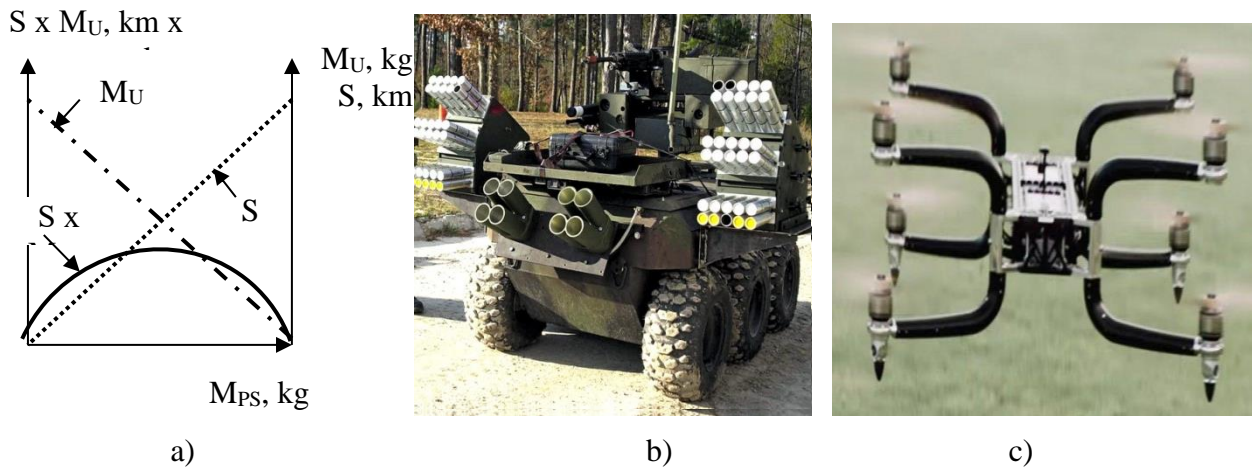 S x M_U, km x
M_U, kg
S, km
M_U
S
S x
M_PS, kg
a)
b)
c)